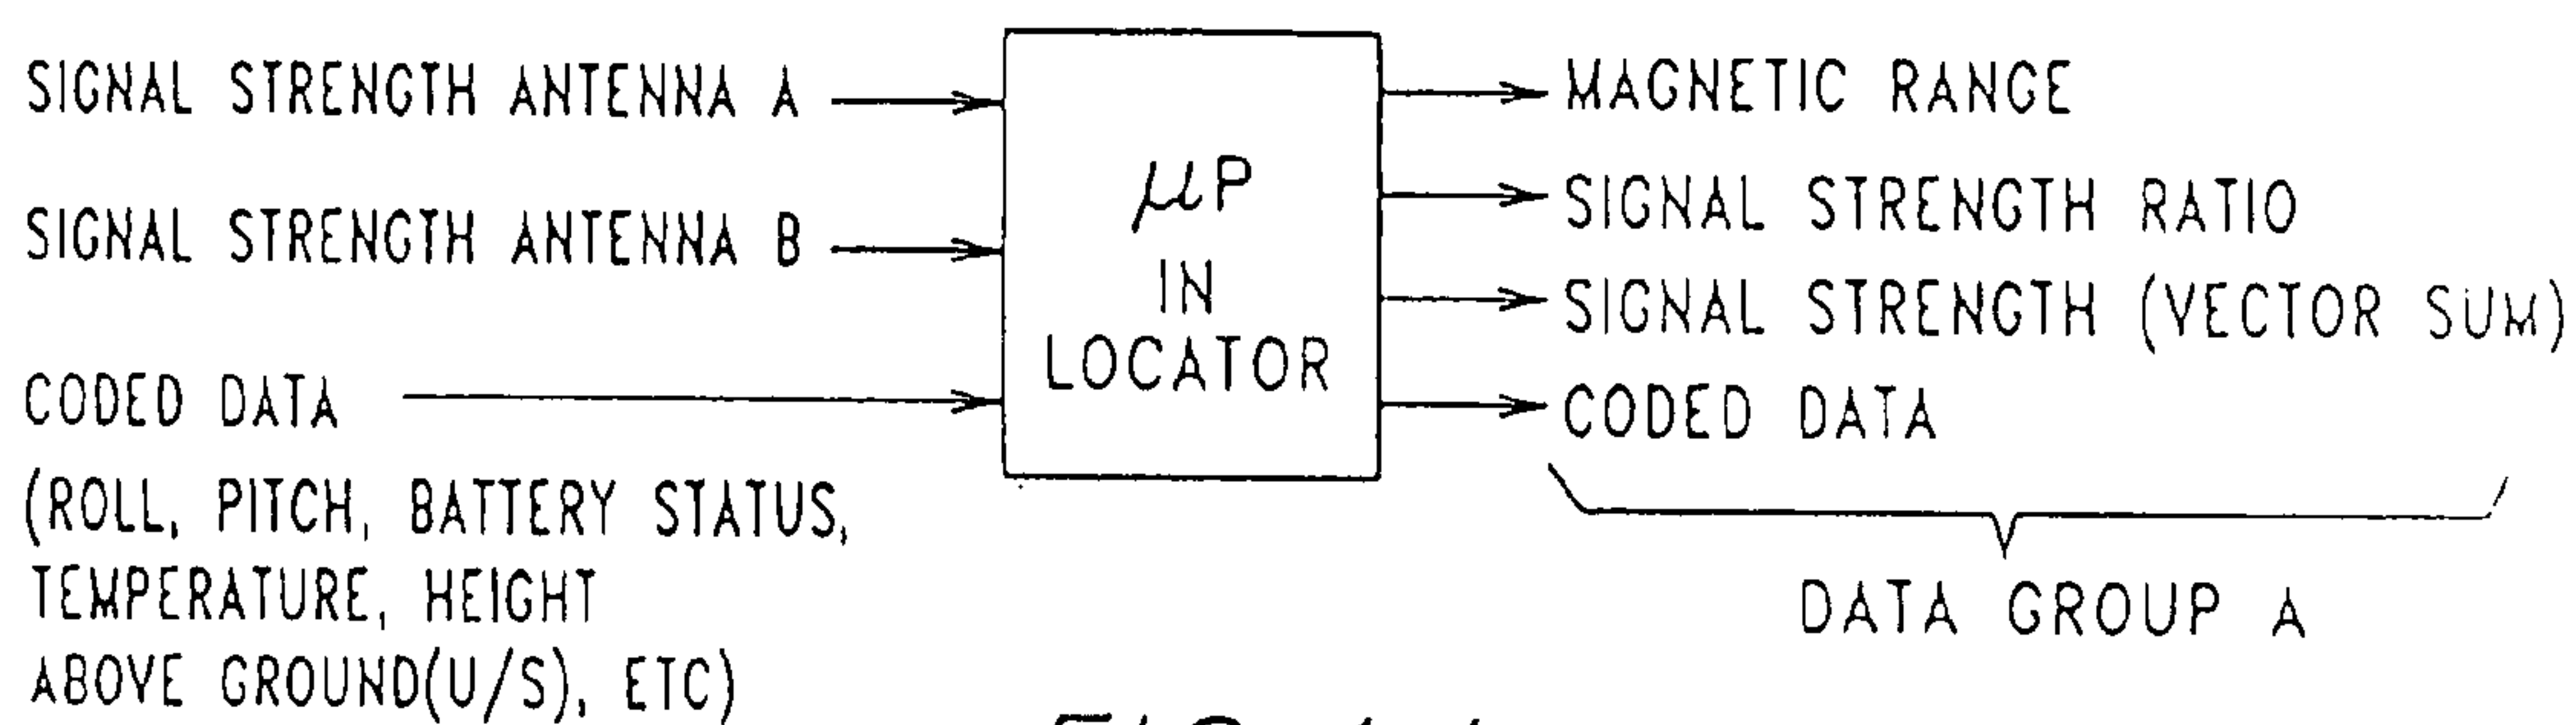 SIGNAL STRENGTH ANTENNA A
SIGNAL STRENGTH ANTENNA B
CODED DATA
(ROLL, PITCH, BATTERY STATUS,
TEMPERATURE, HEIGHT
ABOVE GROUND(U/S), ETC)
μP
IN
LOCATOR
MAGNETIC RANGE
SIGNAL STRENGTH RATIO
SIGNAL STRENGTH (VECTOR SUM)
CODED DATA
DATA GROUP A